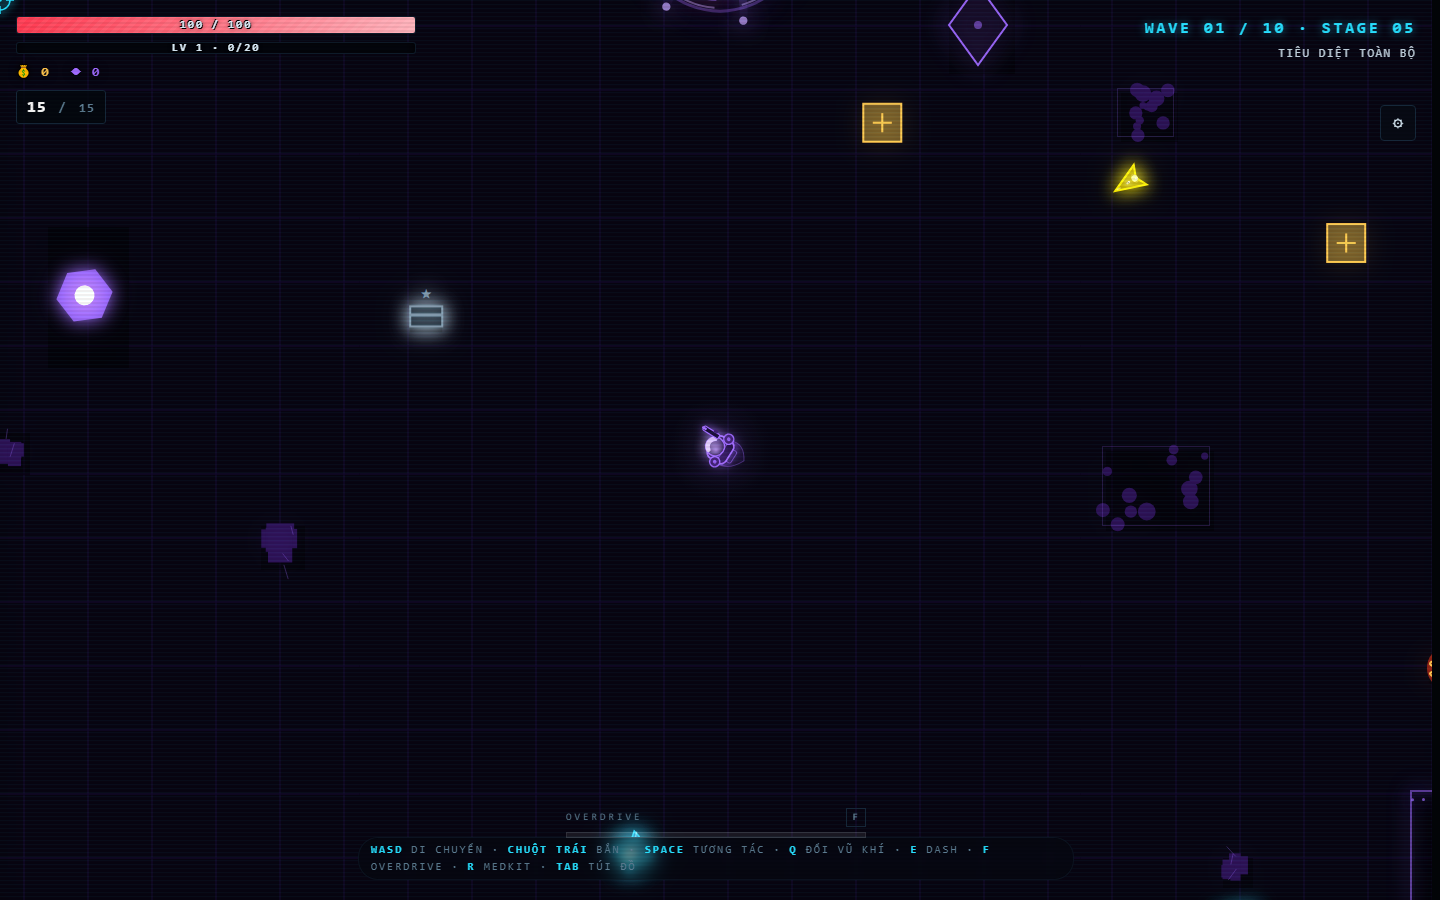 100 / 100
LV 1 · 0/20
0 0
15 / 15
WAVE 01 / 10 · STAGE 05
TIÊU DIỆT TOÀN BỘ
OVERDRIVE F
WASD DI CHUYỂN · CHUỘT TRÁI BẮN · SPACE TƯƠNG TÁC · Q ĐỔI VŨ KHÍ · E DASH · F
OVERDRIVE · R MEDKIT · TAB TÚI ĐỒ